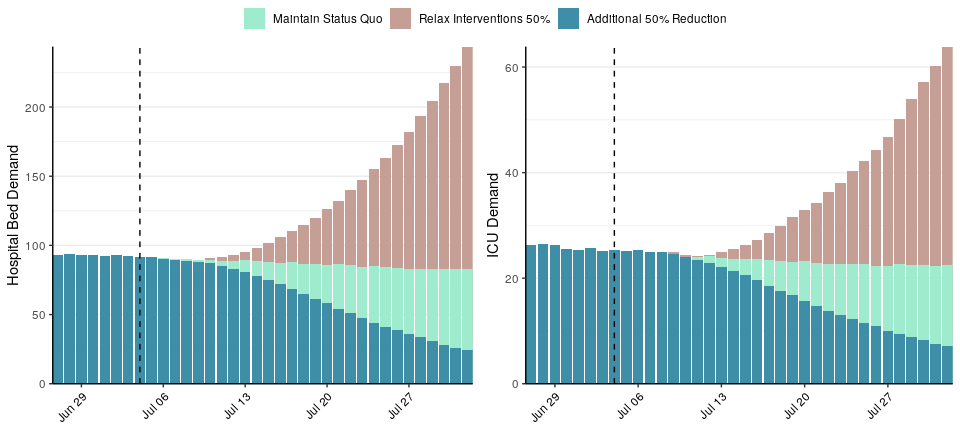 Maintain Status Quo Relax Interventions 50% Additional 50% Reduction
Hospital Bed Demand
200
150
100
50
0
Jun 29 Jul 06 Jul 13 Jul 20 Jul 27
ICU Demand
60
40
20
0
Jun 29 Jul 06 Jul 13 Jul 20 Jul 27